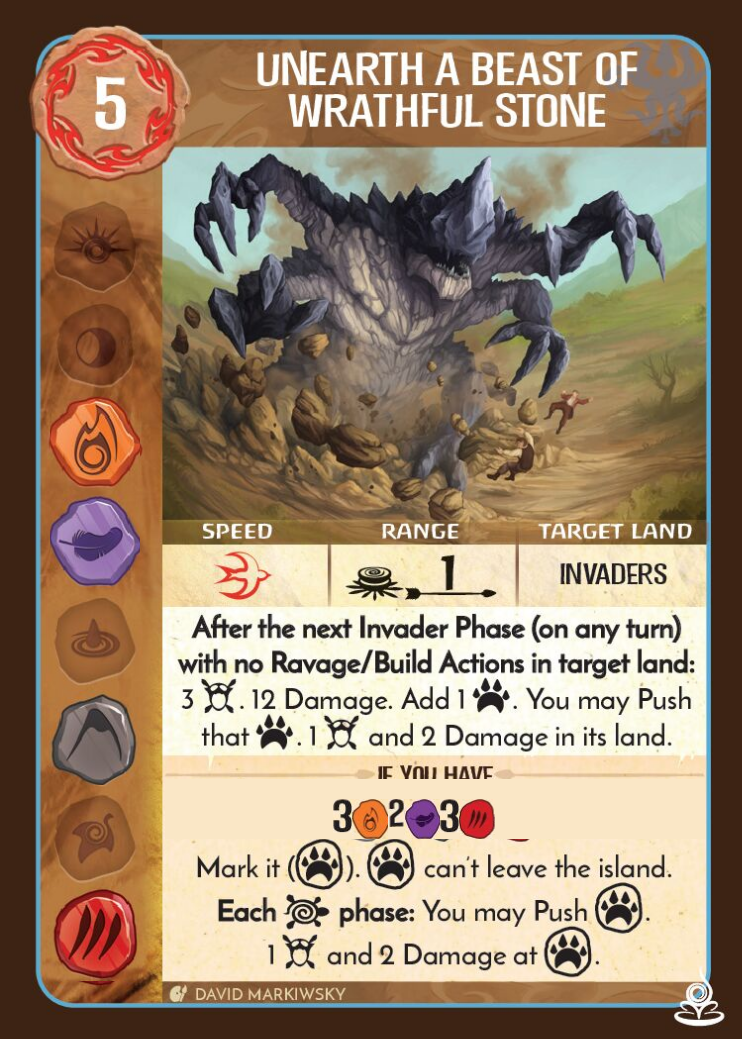 5
UNEARTH A BEAST OF
WRATHFUL STONE
SPEED RANGE TARGET LAND
1 INVADERS
After the next Invader Phase (on any turn)
with no Ravage/Build Actions in target land:
3 . 12 Damage. Add 1 . You may Push
that . 1 and 2 Damage in its land.
IF YOU HAVE
3 2 3
Mark it ( ). can't leave the island.
Each phase: You may Push .
1 and 2 Damage at .
DAVID MARKIWSKY